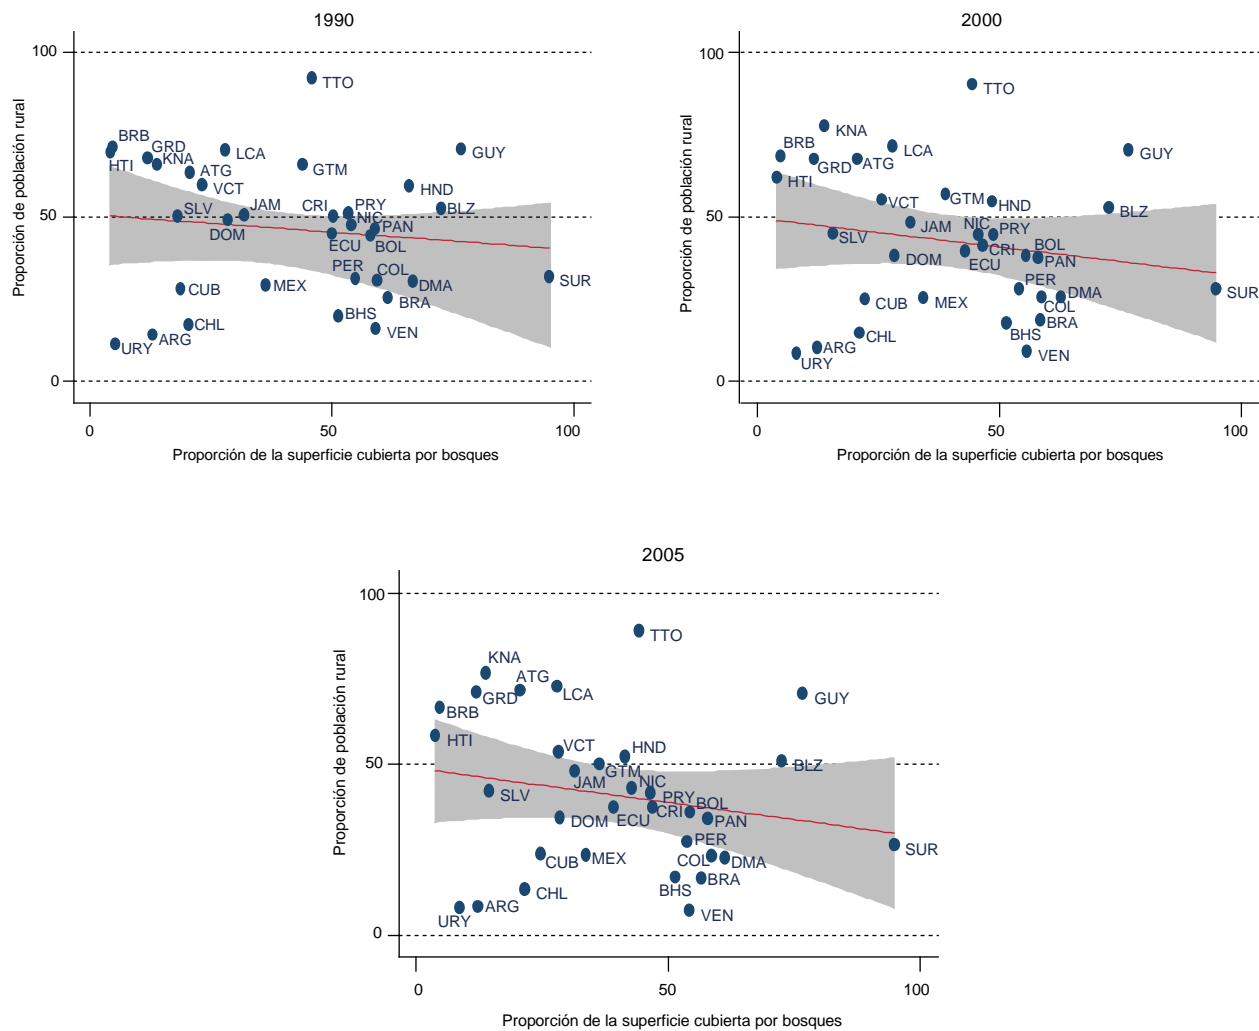 1990
Proporción de población rural
100
50
0
TTO
BRB
GRD
HTI
KNA
LCA
GUY
ATG
GTM
VCT
HND
SLV
JAM
CRI
PRY
BLZ
NIC
PAN
DOM
ECU
BOL
PER
COL
SUR
CUB
MEX
DMA
BRA
BHS
CHL
VEN
ARG
URY
0
50
100
Proporción de la superficie cubierta por bosques
2000
Proporción de población rural
100
50
0
TTO
KNA
BRB
LCA
GUY
GRD
ATG
HTI
VCT
GTM
HND
BLZ
SLV
JAM
NIC
PRY
DOM
CRI
BOL
ECU
PAN
PER
SUR
CUB
MEX
DMA
COL
BRA
CHL
BHS
ARG
VEN
URY
0
50
100
Proporción de la superficie cubierta por bosques
2005
Proporción de población rural
100
50
0
TTO
KNA
ATG
LCA
GUY
GRD
BRB
HTI
VCT
HND
GTM
BLZ
JAM
NIC
SLV
PRY
BOL
CRI
DOM
ECU
PAN
PER
SUR
CUB
MEX
COL
DMA
BRA
BHS
CHL
ARG
VEN
URY
0
50
100
Proporción de la superficie cubierta por bosques